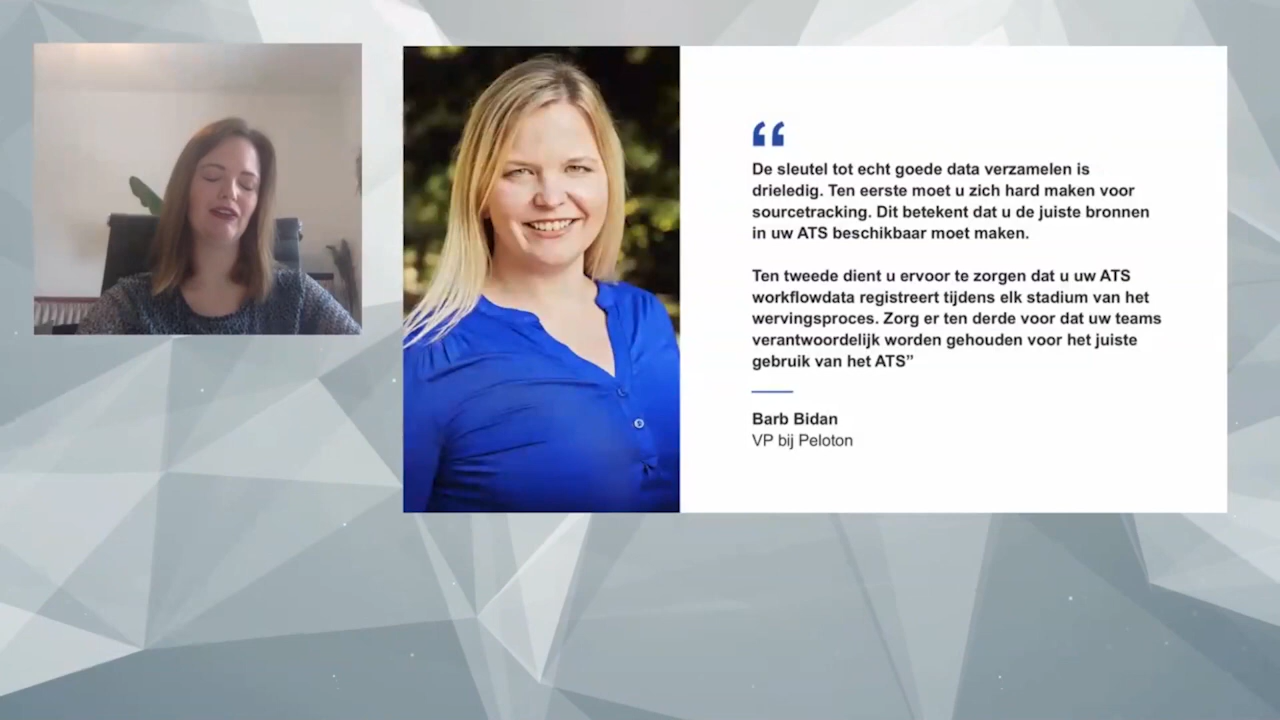 De sleutel tot echt goede data verzamelen is
drieledig. Ten eerste moet u zich hard maken voor
sourcetracking. Dit betekent dat u de juiste bronnen
in uw ATS beschikbaar moet maken.
Ten tweede dient u ervoor te zorgen dat u uw ATS
workflowdata registreert tijdens elk stadium van het
wervingsproces. Zorg er ten derde voor dat uw teams
verantwoordelijk worden gehouden voor het juiste
gebruik van het ATS”
Barb Bidan
VP bij Peloton